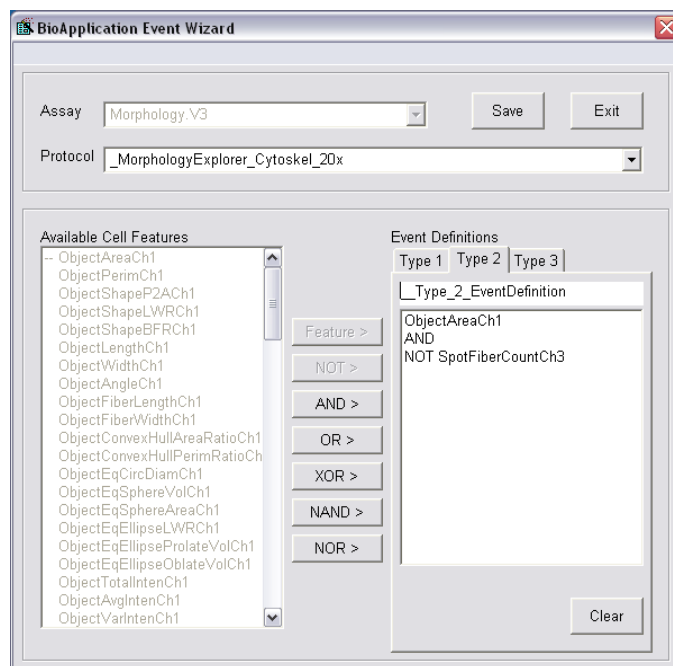 BioApplication Event Wizard
Assay
Morphology.V3
Save
Exit
Protocol
_MorphologyExplorer_Cytoskel_20x
Available Cell Features
-- ObjectAreaCh1
ObjectPerimCh1
ObjectShapeP2ACh1
ObjectShapeLWRCh1
ObjectShapeBFRCh1
ObjectLengthCh1
ObjectWidthCh1
ObjectAngleCh1
ObjectFiberLengthCh1
ObjectFiberWidthCh1
ObjectConvexHullAreaRatioCh1
ObjectConvexHullPerimRatioCh
ObjectEqCircDiamCh1
ObjectEqSphereVolCh1
ObjectEqSphereAreaCh1
ObjectEqEllipseLWRCh1
ObjectEqEllipseProlateVolCh1
ObjectEqEllipseOblateVolCh1
ObjectTotalIntenCh1
ObjectAvgIntenCh1
ObjectVarIntenCh1
Feature >
NOT >
AND >
OR >
XOR >
NAND >
NOR >
Event Definitions
Type 1 Type 2 Type 3
__Type_2_EventDefinition
ObjectAreaCh1
AND
NOT SpotFiberCountCh3
Clear